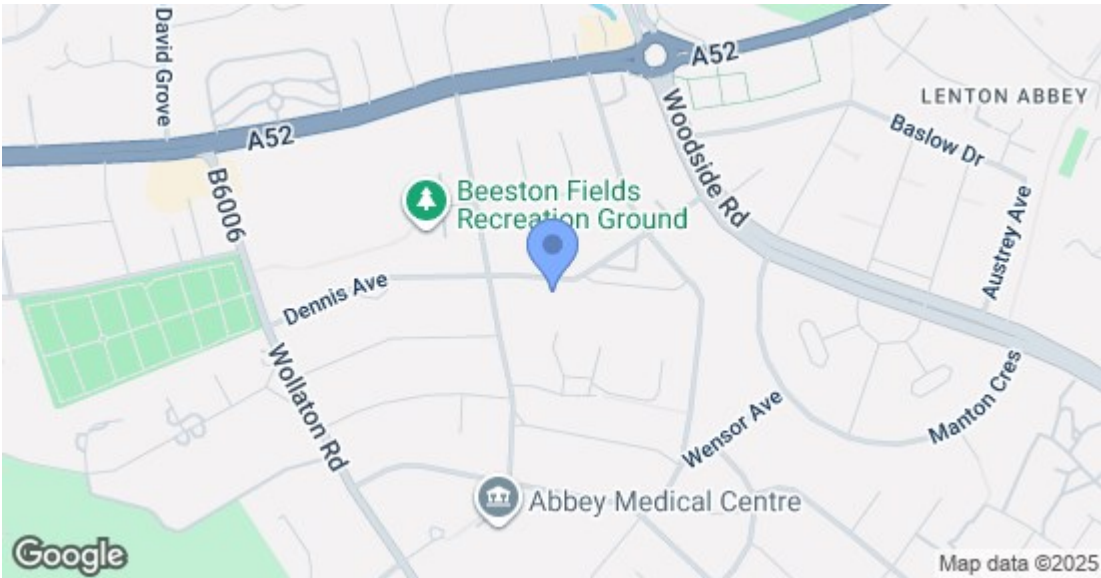 David Grove
A52
A52
LENTON ABBEY
Baslow Dr
Woodside Rd
B6006
Beeston Fields
Recreation Ground
Austrey Ave
Dennis Ave
Wollaton Rd
Manton Cres
Wensor Ave
Abbey Medical Centre
Google
Map data ©2025